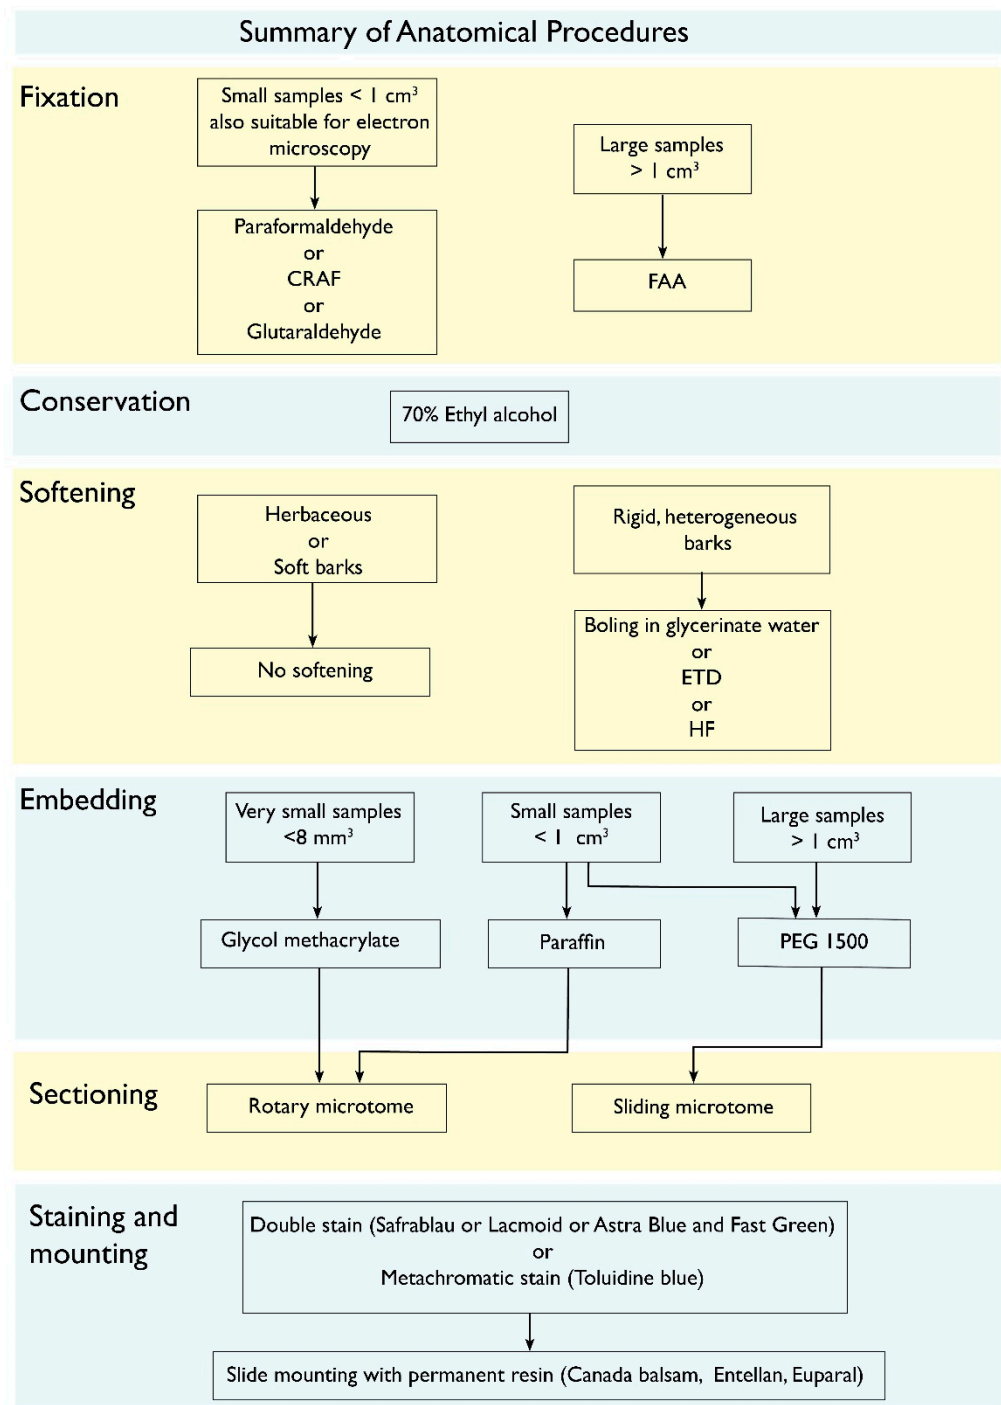 Summary of Anatomical Procedures
Fixation
Small samples < 1 cm³
also suitable for electron
microscopy
Large samples
> 1 cm³
Paraformaldehyde
or
CRAF
or
Glutaraldehyde
FAA
Conservation
70% Ethyl alcohol
Softening
Herbaceous
or
Soft barks
Rigid, heterogeneous
barks
No softening
Boling in glycerinate water
or
ETD
or
HF
Embedding
Very small samples
<8 mm³
Small samples
< 1 cm³
Large samples
> 1 cm³
Glycol methacrylate
Paraffin
PEG 1500
Sectioning
Rotary microtome
Sliding microtome
Staining and
mounting
Double stain (Safrablau or Lacmoid or Astra Blue and Fast Green)
or
Metachromatic stain (Toluidine blue)
Slide mounting with permanent resin (Canada balsam, Entellan, Euparal)